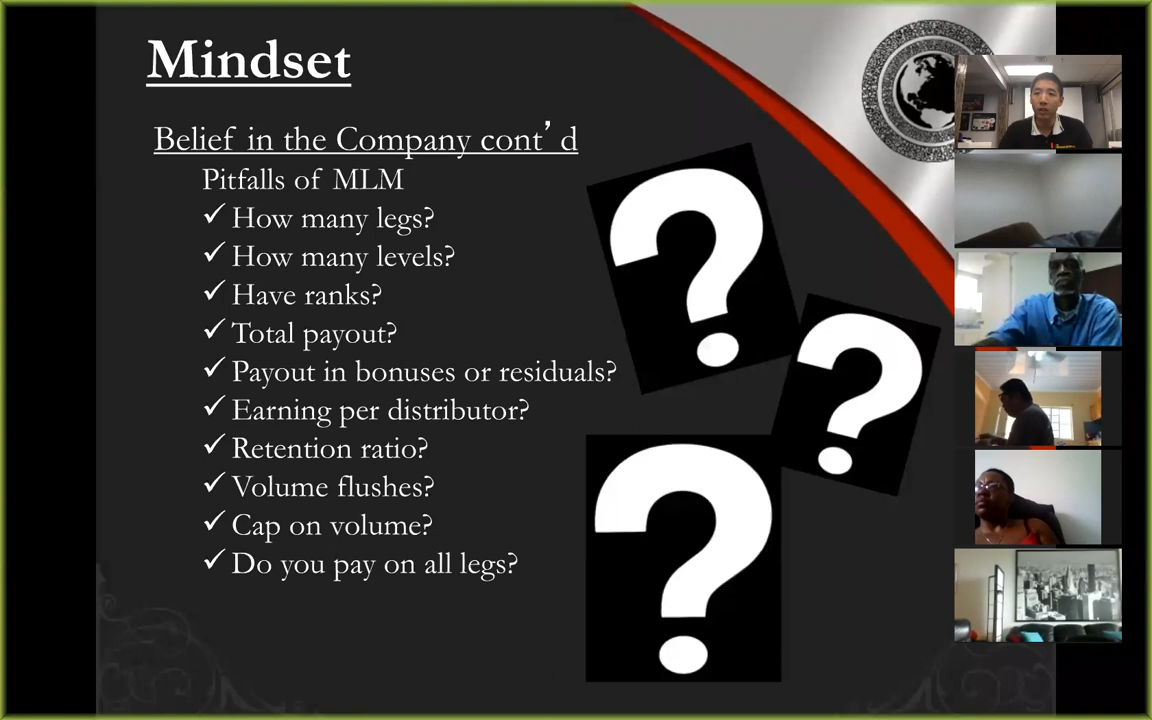 Mindset
Belief in the Company cont’d
Pitfalls of MLM
✓ How many legs?
✓ How many levels?
✓ Have ranks?
✓ Total payout?
✓ Payout in bonuses or residuals?
✓ Earning per distributor?
✓ Retention ratio?
✓ Volume flushes?
✓ Cap on volume?
✓ Do you pay on all legs?
?
?
?